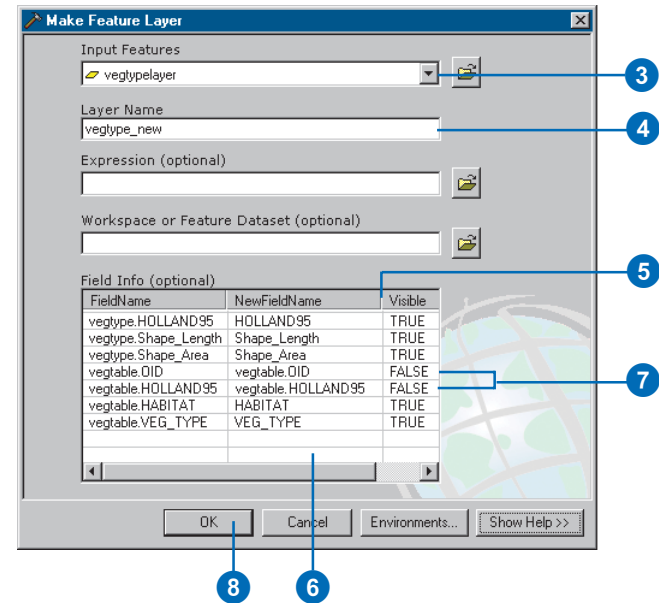 Make Feature Layer
Input Features
vegtypelayer
3
Layer Name
vegtype_new
4
Expression (optional)
Workspace or Feature Dataset (optional)
5
Field Info (optional)
FieldName NewFieldName Visible
vegtype.HOLLAND95 HOLLAND95 TRUE
vegtype.Shape_Length Shape_Length TRUE
vegtype.Shape_Area Shape_Area TRUE
vegtable.OID vegtable.OID FALSE
vegtable.HOLLAND95 vegtable.HOLLAND95 FALSE
7
vegtable.HABITAT HABITAT TRUE
vegtable.VEG_TYPE VEG_TYPE TRUE
OK Cancel Environments... Show Help >>
8 6